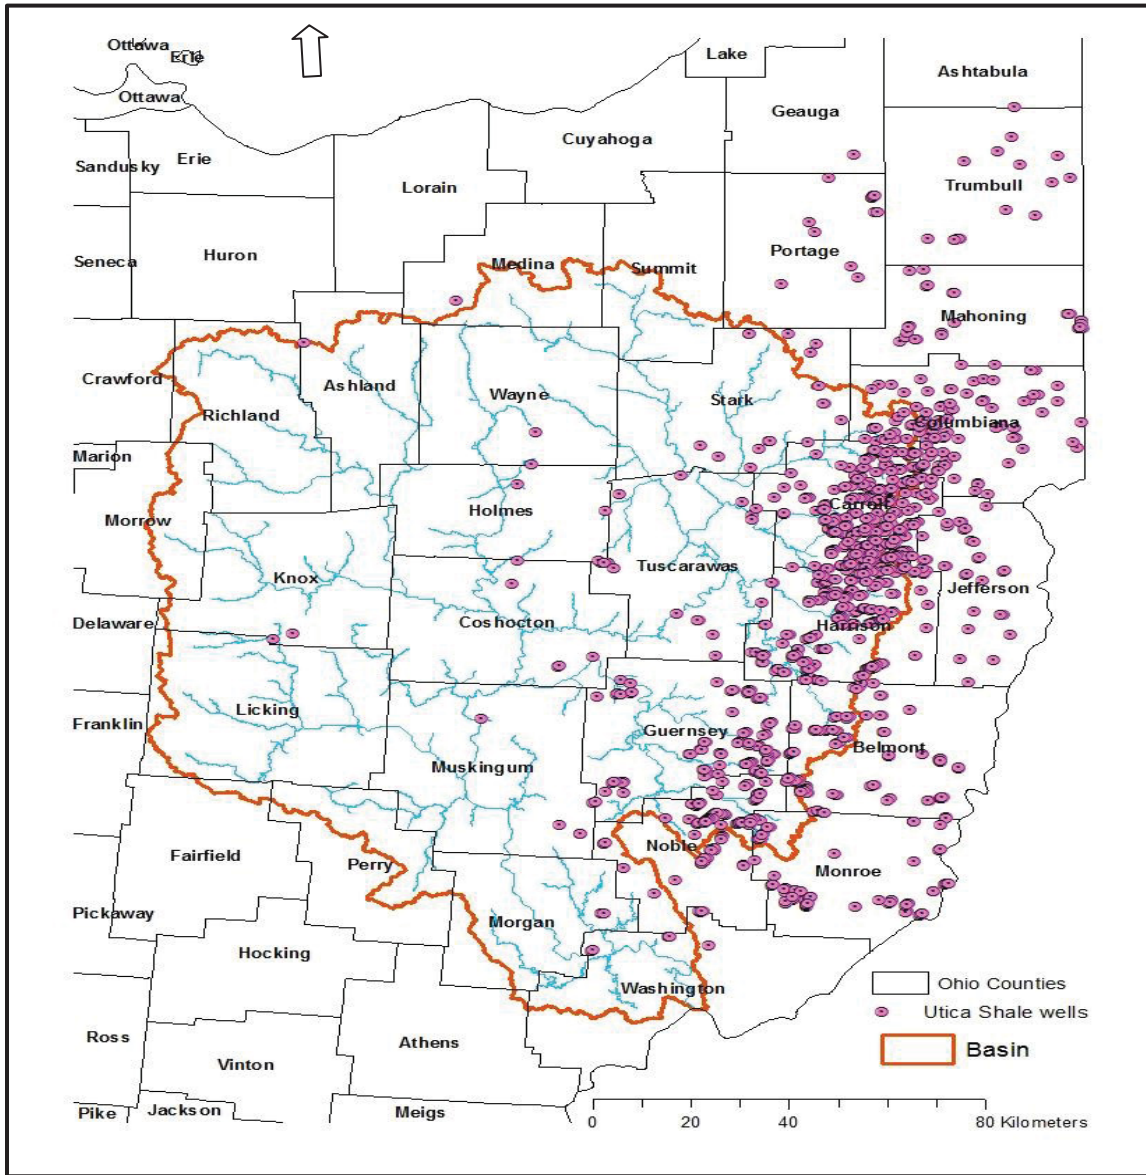 Ottawa
Erie
Ottawa
Lake
Ashtabula
Geauga
Cuyahoga
Sandusky
Erie
Lorain
Trumbull
Seneca
Huron
Medina
Summit
Portage
Mahoning
Crawford
Richland
Ashland
Wayne
Stark
Columbiana
Marion
Morrow
Holmes
Carroll
Knox
Tuscarawas
Jefferson
Delaware
Coshocton
Harrison
Franklin
Licking
Guernsey
Belmont
Muskingum
Fairfield
Perry
Noble
Monroe
Pickaway
Morgan
Hocking
Washington
Ohio Counties
Utica Shale wells
Basin
Ross
Vinton
Athens
Pike
Jackson
Meigs
0 20 40 80 Kilometers